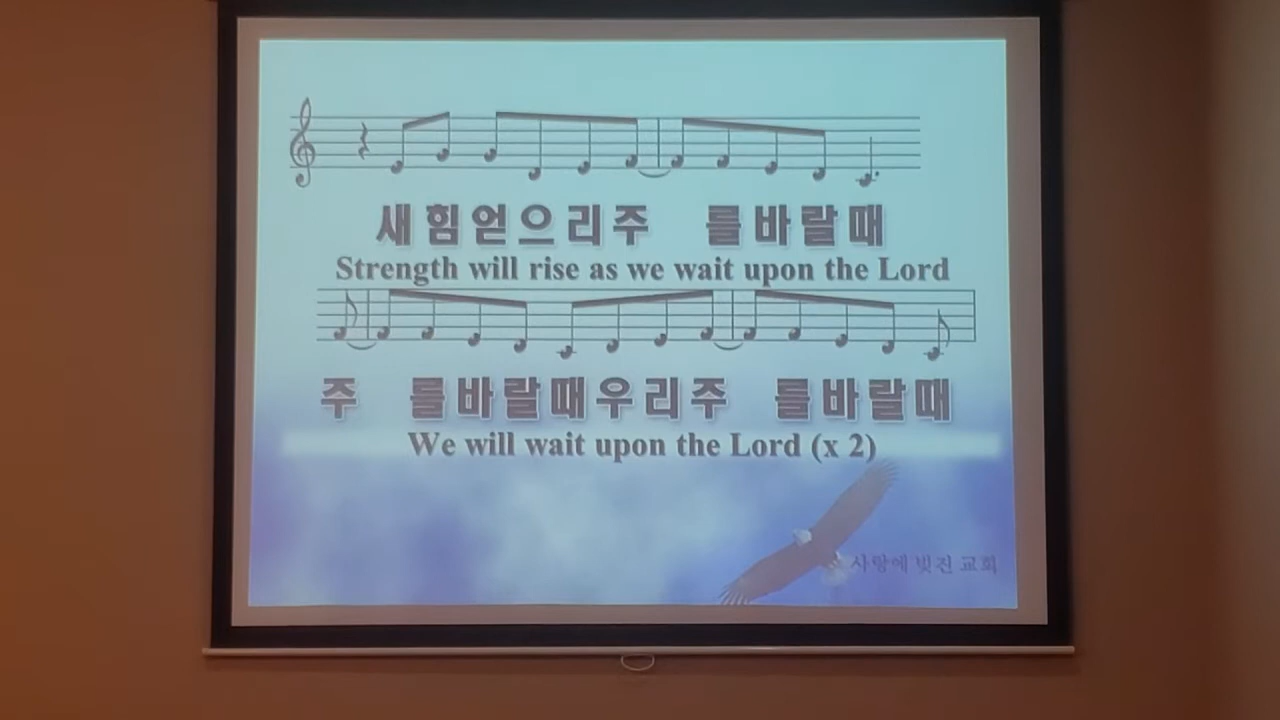 새힘얻으리주 를바랄때
Strength will rise as we wait upon the Lord
주 를바랄때우리주 를바랄때
We will wait upon the Lord (x 2)
사랑에 빚진 교회